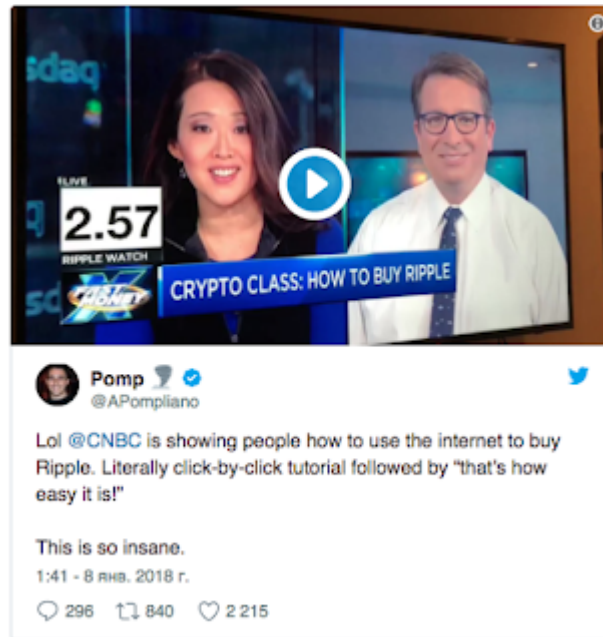 sdaq
LIVE
2.57
RIPPLE WATCH
FAST
MONEY
CRYPTO CLASS: HOW TO BUY RIPPLE
Pomp
@APompliano
Lol @CNBC is showing people how to use the internet to buy
Ripple. Literally click-by-click tutorial followed by “that's how
easy it is!”
This is so insane.
1:41 - 8 янв. 2018 г.
296 840 2 215